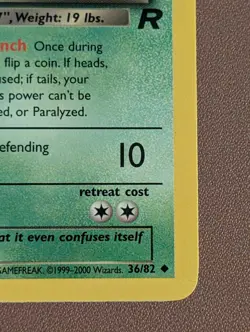 ", Weight: 19 lbs.
R
nch Once during
flip a coin. If heads,
used; if tails, your
s power can't be
ed, or Paralyzed.
efending
10
retreat cost
at it even confuses itself
GAMEFREAK. ©1999-2000 Wizards. 36/82